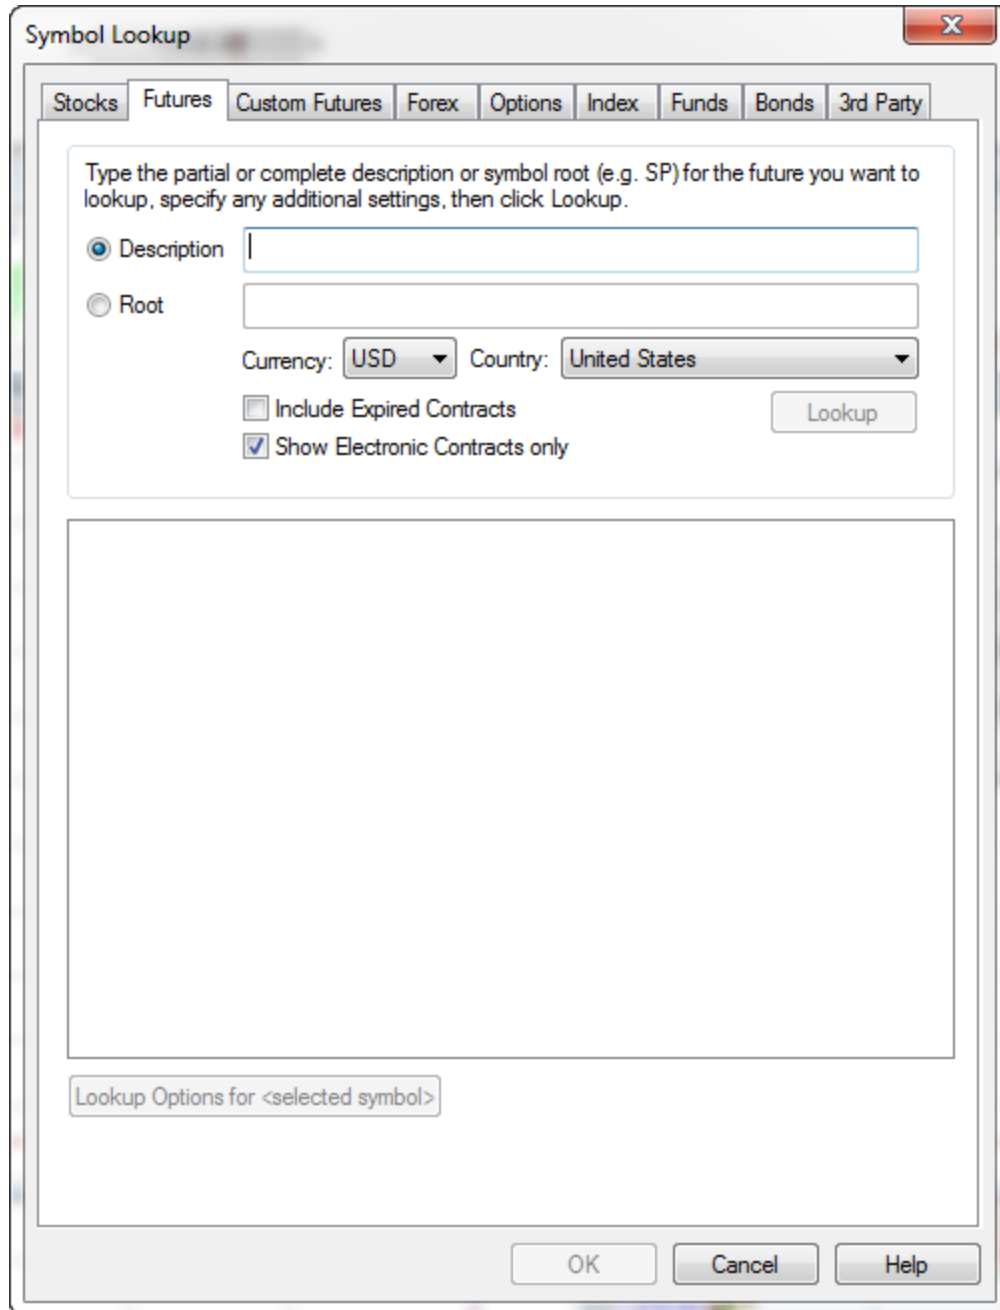 Symbol Lookup
Stocks Futures Custom Futures Forex Options Index Funds Bonds 3rd Party
Type the partial or complete description or symbol root (e.g. SP) for the future you want to
lookup, specify any additional settings, then click Lookup.
Description
Root
Currency: USD Country: United States
Include Expired Contracts Lookup
Show Electronic Contracts only
Lookup Options for <selected symbol>
OK Cancel Help